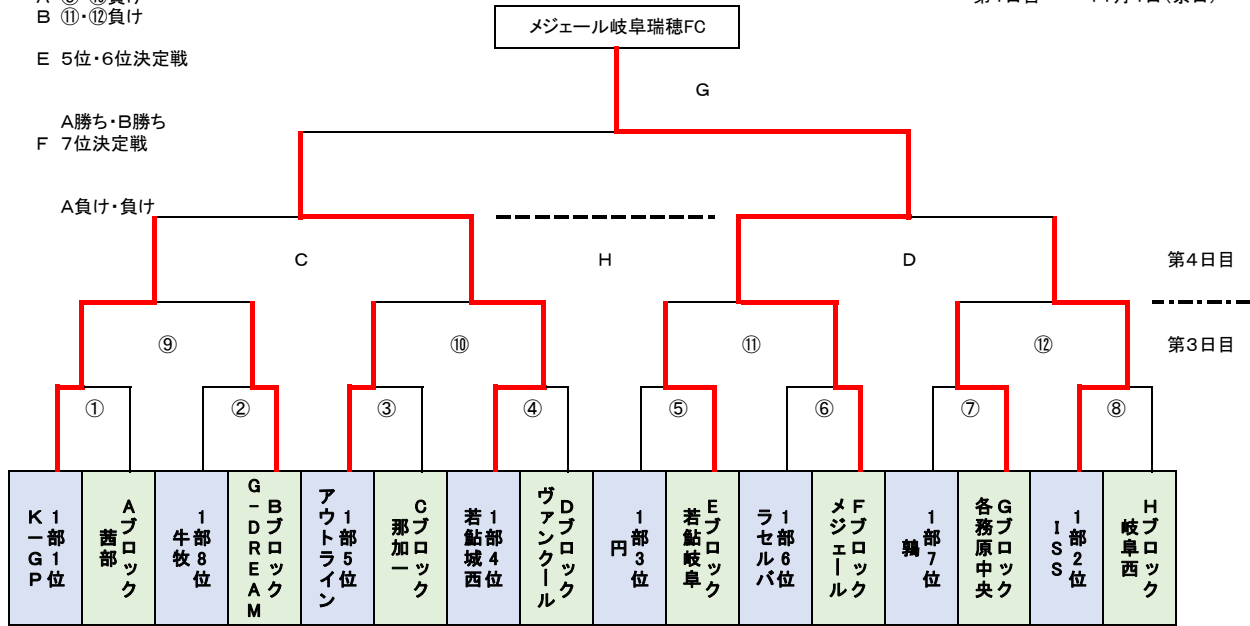 B ⑪・⑫負け
メジェール岐阜瑞穂FC
E 5位・6位決定戦
G
A勝ち・B勝ち
F 7位決定戦
A負け・負け
C
H
D
第4日目
⑨
⑩
⑪
⑫
第3日目
①
②
③
④
⑤
⑥
⑦
⑧
1部1位
K-GP
Aブロック
茜部
1部8位
牛牧
Bブロック
G-DREAM
1部5位
アウトライン
Cブロック
那加一
1部4位
若鮎城西
Dブロック
ヴァンクール
1部3位
円
Eブロック
若鮎岐阜
1部6位
ラセルバ
Fブロック
メジェール
1部7位
鶉
Gブロック
各務原中央
1部2位
ISS
Hブロック
岐阜西